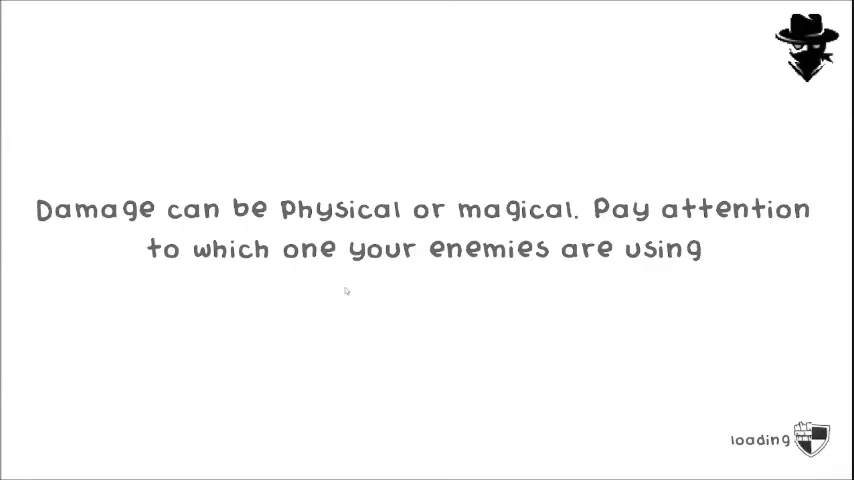 Damage can be Physical or magical. Pay attention
to which one your enemies are using
loading